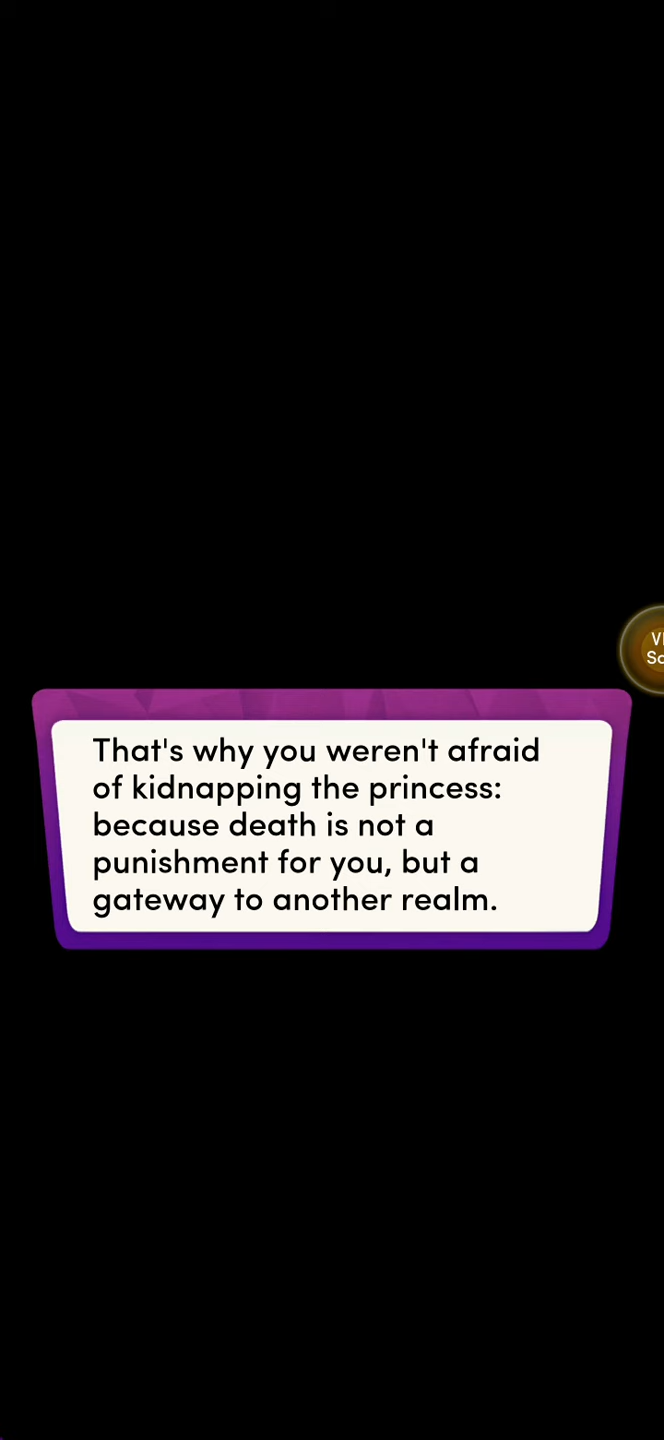 That's why you weren't afraid
of kidnapping the princess:
because death is not a
punishment for you, but a
gateway to another realm.